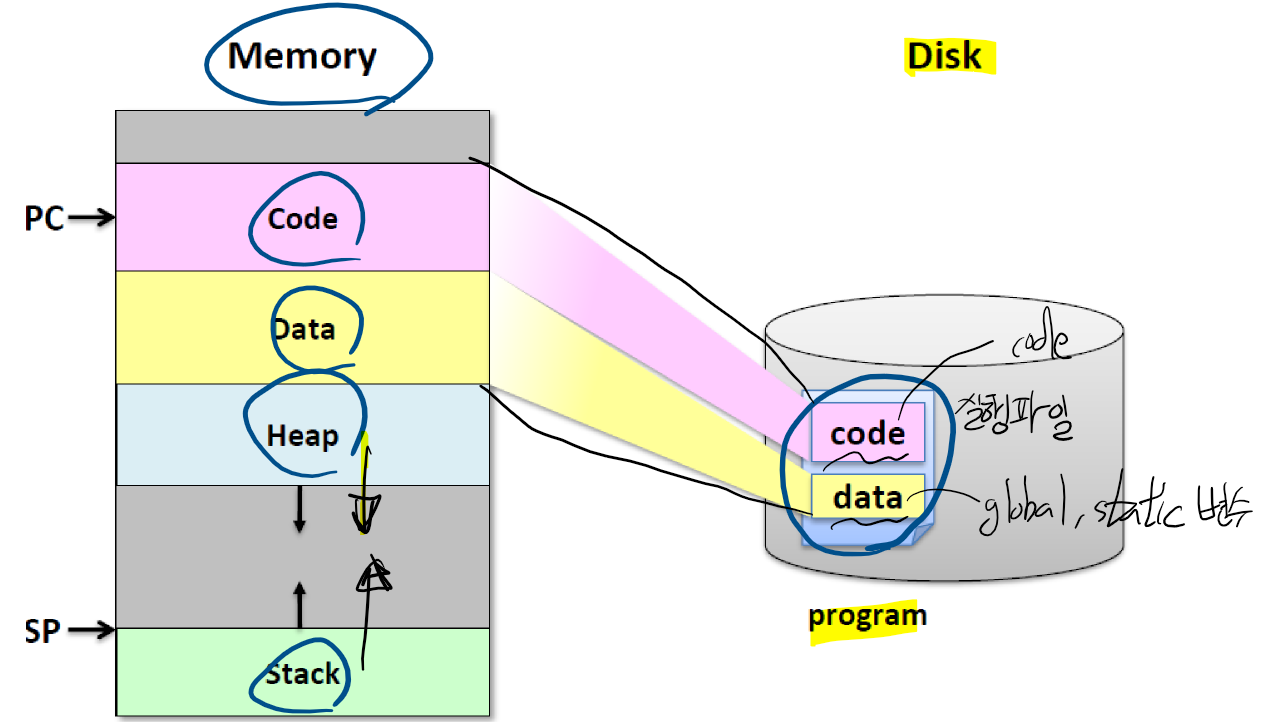 Memory
Disk
PC
Code
Data
Heap
SP
Stack
code
code
실행파일
data
global, static 변수
program